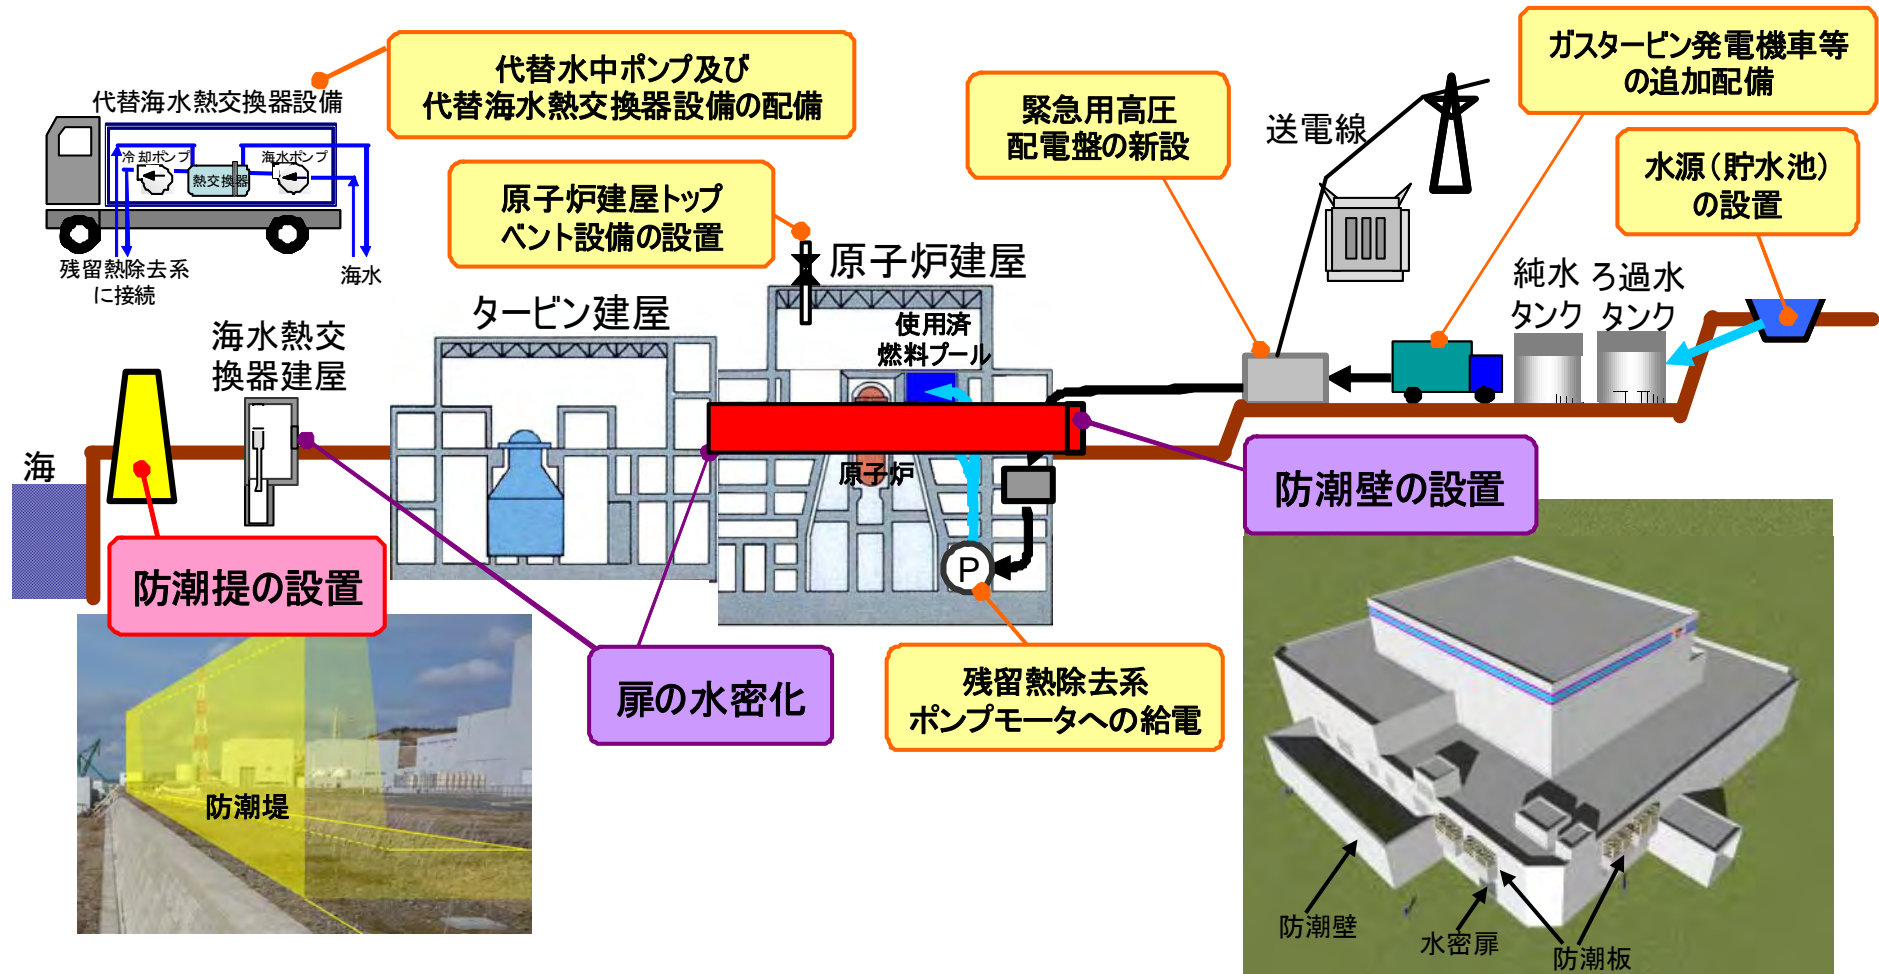 代替水中ポンプ及び
代替海水熱交換器設備の配備
ガスタービン発電機車等
の追加配備
代替海水熱交換器設備
緊急用高圧
配電盤の新設
送電線
冷却ポンプ
海水ポンプ
熱交換器
水源(貯水池)
の設置
原子炉建屋トップ
ベント設備の設置
残留熱除去系
に接続
海水
原子炉建屋
純水
タンク
ろ過水
タンク
タービン建屋
海水熱交
換器建屋
使用済
燃料プール
海
原子炉
防潮壁の設置
P
防潮提の設置
扉の水密化
残留熱除去系
ポンプモータへの給電
防潮堤
防潮壁
水密扉
防潮板